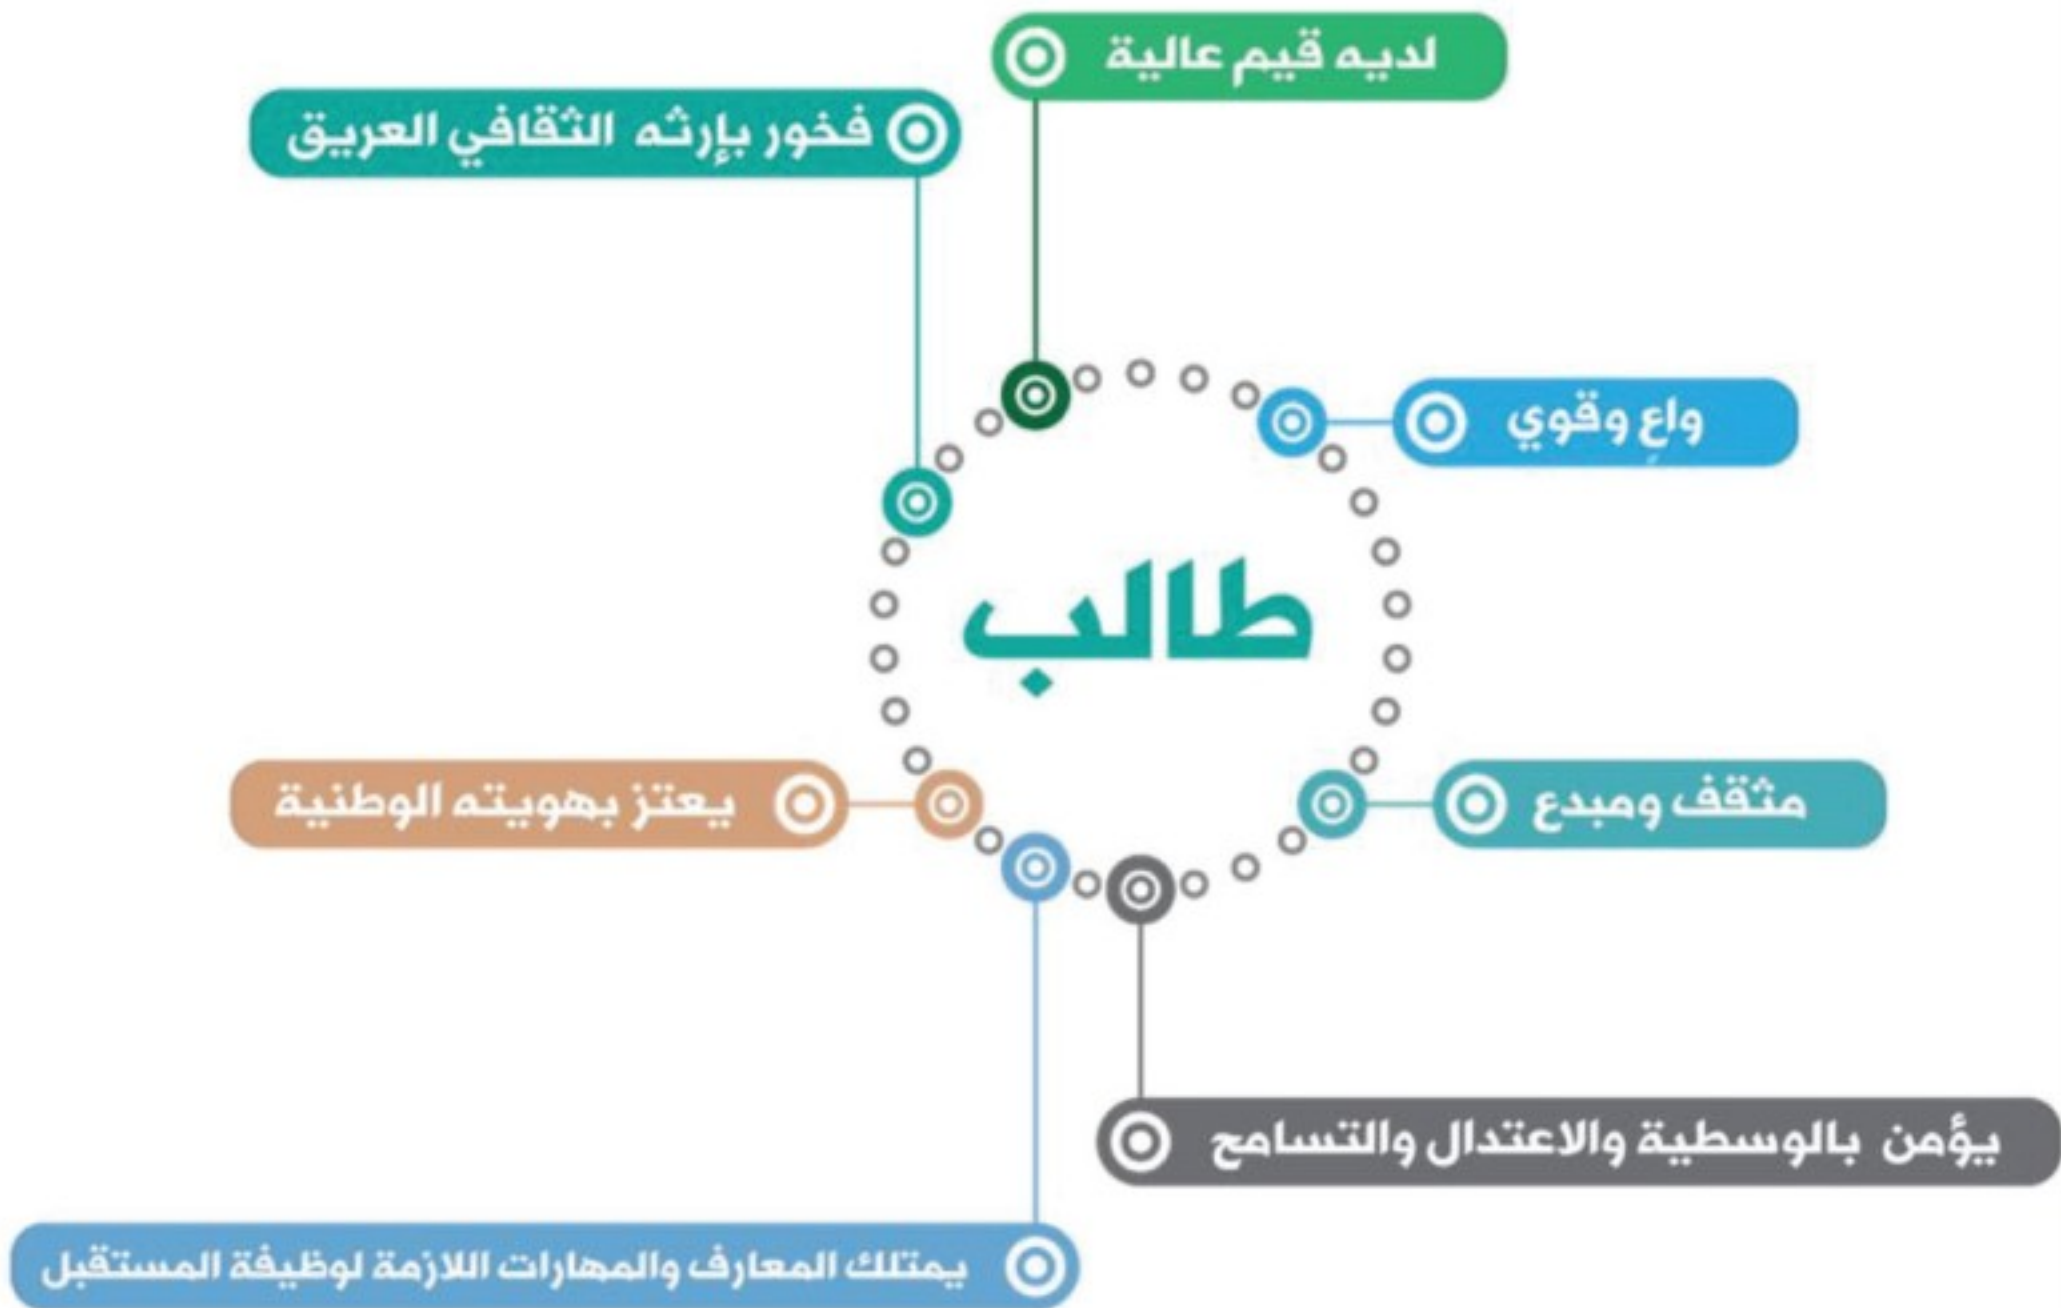 لديه قيم عالية
فخور بإرثه الثقافي العريق
واعٍ وقوي
طالب
مثقف ومبدع
يعتز بهويته الوطنية
يؤمن بالوسطية والاعتدال والتسامح
يمتلك المعارف والمهارات اللازمة لوظيفة المستقبل